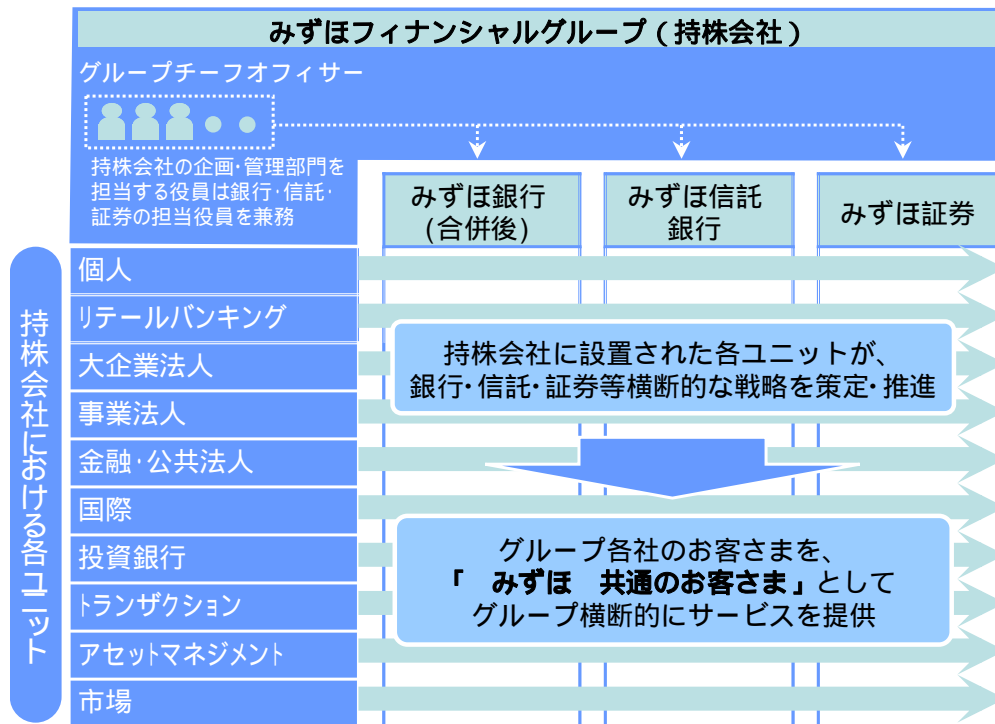 みずほフィナンシャルグループ（持株会社）
グループチーフオフィサー
持株会社の企画・管理部門を
担当する役員は銀行・信託・
証券の担当役員を兼務
みずほ銀行
(合併後)
みずほ信託
銀行
みずほ証券
持株会社における各ユニット
個人
リテールバンキング
大企業法人
事業法人
金融・公共法人
国際
投資銀行
トランザクション
アセットマネジメント
市場
持株会社に設置された各ユニットが、
銀行・信託・証券等横断的な戦略を策定・推進
グループ各社のお客さまを、
「　みずほ　共通のお客さま」として
グループ横断的にサービスを提供